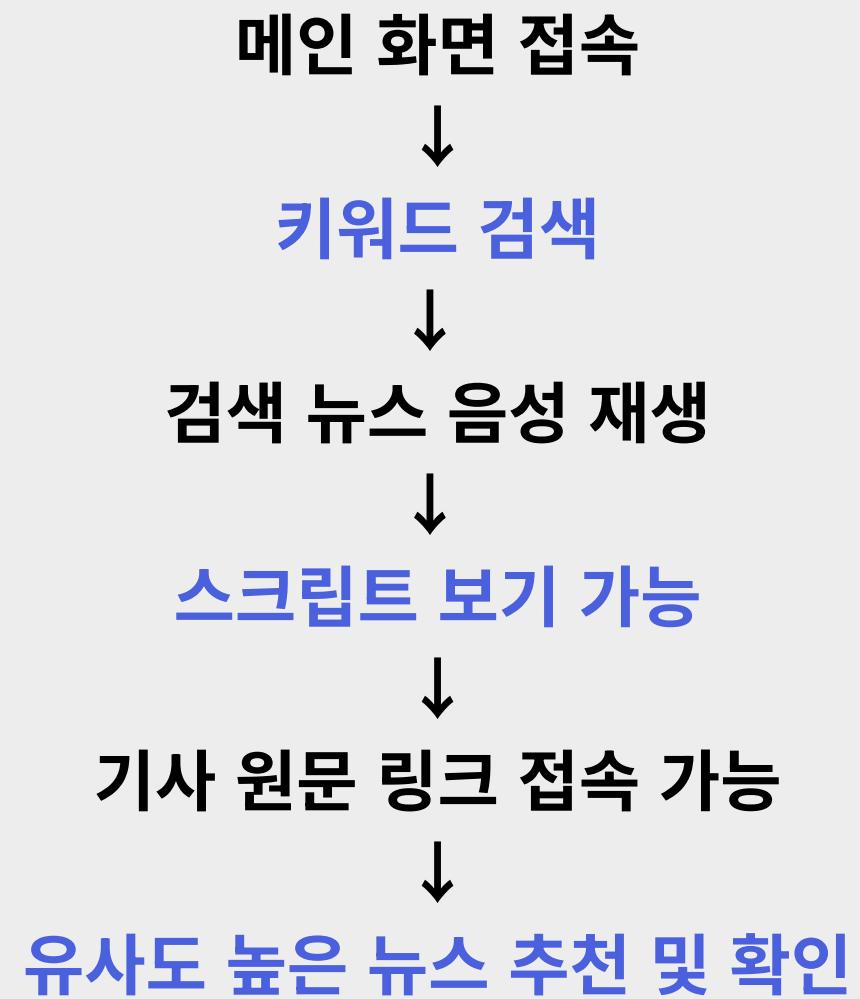 메인 화면 접속
↓
키워드 검색
↓
검색 뉴스 음성 재생
↓
스크립트 보기 가능
↓
기사 원문 링크 접속 가능
↓
유사도 높은 뉴스 추천 및 확인